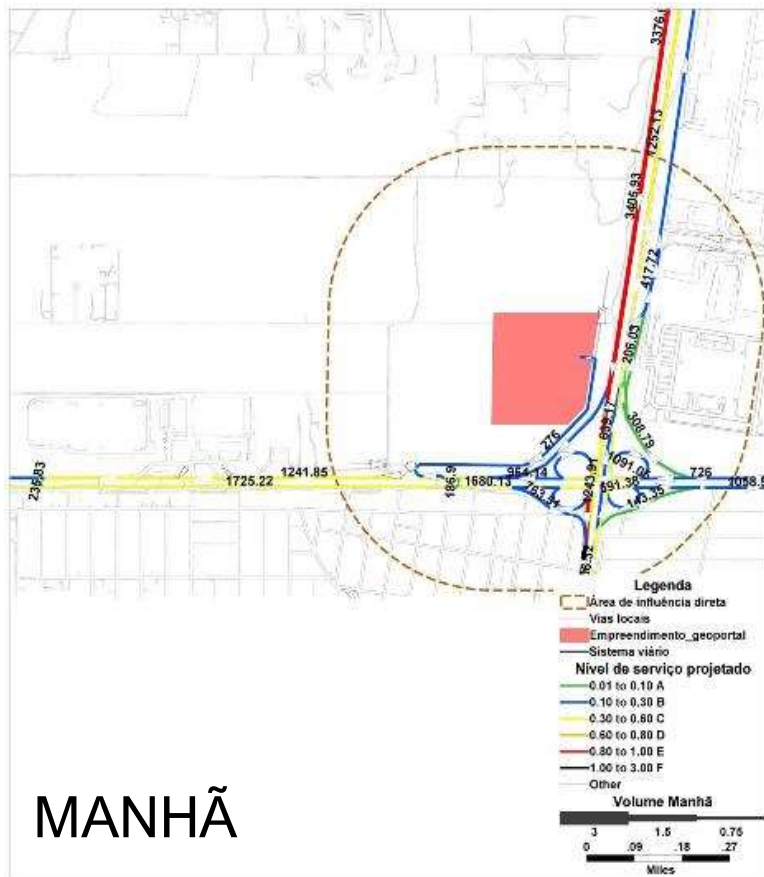 1252.13
3405.93
417.72
206.03
308.79
639.17
276
1091.05
1241.85
964.14
726
236.83
1725.22
186.9
1680.13
763.31
1243.91
591.38
143.35
Legenda
Área de influência direta
Vias locais
Empreendimento_geoportal
Sistema viário
Nível de serviço projetado
0.01 to 0.10 A
0.10 to 0.30 B
0.30 to 0.60 C
0.60 to 0.80 D
0.80 to 1.00 E
1.00 to 3.00 F
Other
Volume Manhã
3 1.5 0.75
0 .09 .18 .27
Miles
MANHÃ